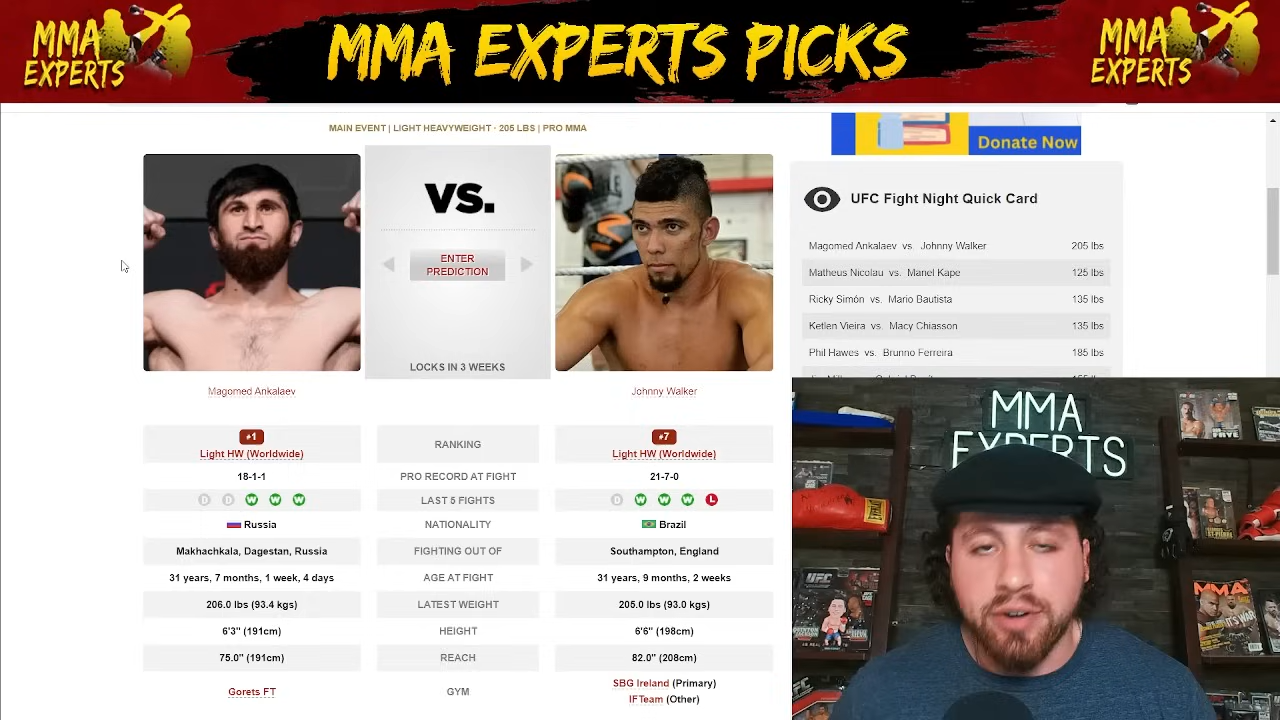 MMA
EXPERTS
MMA EXPERTS PICKS
MMA
EXPERTS
MAIN EVENT | LIGHT HEAVYWEIGHT · 205 LBS | PRO MMA
VS.
ENTER
PREDICTION
LOCKS IN 3 WEEKS
Magomed Ankalaev
Johnny Walker
#1
Light HW (Worldwide)
RANKING
#7
Light HW (Worldwide)
18-1-1
PRO RECORD AT FIGHT
21-7-0
D D W W W
LAST 5 FIGHTS
D W W W L
Russia
NATIONALITY
Brazil
Makhachkala, Dagestan, Russia
FIGHTING OUT OF
Southampton, England
31 years, 7 months, 1 week, 4 days
AGE AT FIGHT
31 years, 9 months, 2 weeks
206.0 lbs (93.4 kgs)
LATEST WEIGHT
205.0 lbs (93.0 kgs)
6'3" (191cm)
HEIGHT
6'6" (198cm)
75.0" (191cm)
REACH
82.0" (208cm)
Gorets FT
GYM
SBG Ireland (Primary)
IFTeam (Other)
Donate Now
UFC Fight Night Quick Card
Magomed Ankalaev vs. Johnny Walker 205 lbs
Matheus Nicolau vs. Manel Kape 125 lbs
Ricky Simón vs. Mario Bautista 135 lbs
Ketlen Vieira vs. Macy Chiasson 135 lbs
Phil Hawes vs. Brunno Ferreira 185 lbs
MMA
EXPERTS
UFC
MMA
IT'S WAR